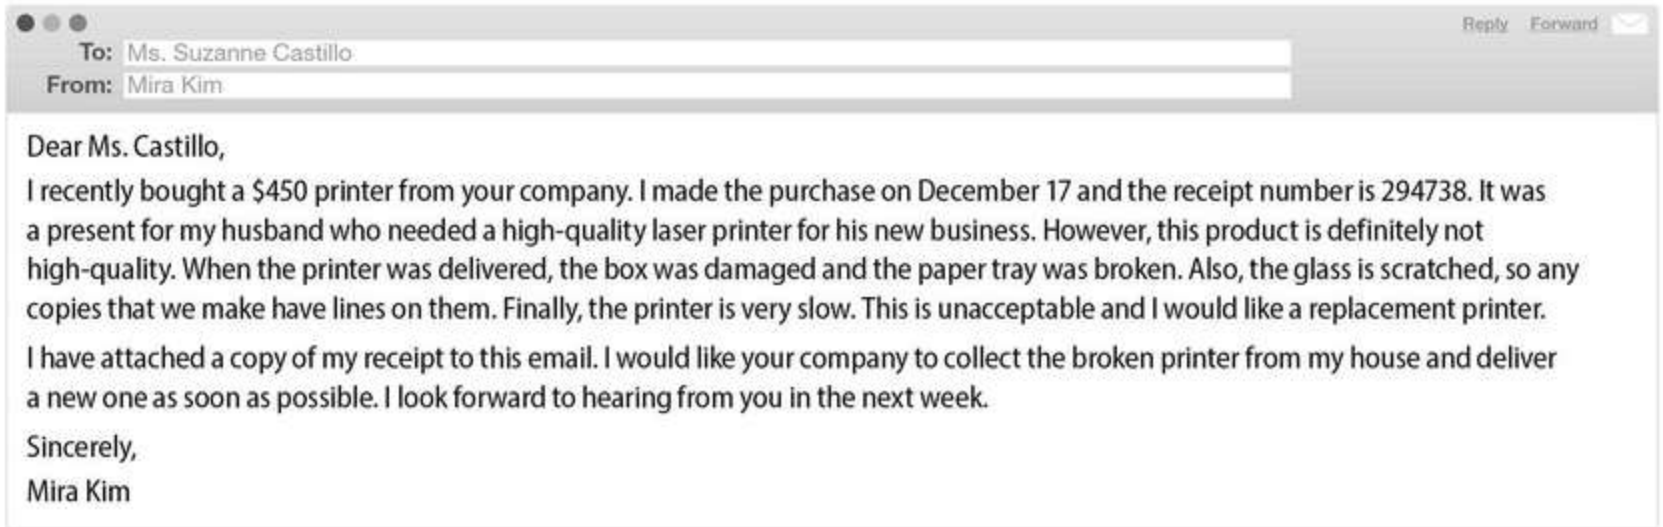 Reply Forward
To: Ms. Suzanne Castillo
From: Mira Kim
Dear Ms. Castillo,
I recently bought a $450 printer from your company. I made the purchase on December 17 and the receipt number is 294738. It was
a present for my husband who needed a high-quality laser printer for his new business. However, this product is definitely not
high-quality. When the printer was delivered, the box was damaged and the paper tray was broken. Also, the glass is scratched, so any
copies that we make have lines on them. Finally, the printer is very slow. This is unacceptable and I would like a replacement printer.
I have attached a copy of my receipt to this email. I would like your company to collect the broken printer from my house and deliver
a new one as soon as possible. I look forward to hearing from you in the next week.
Sincerely,
Mira Kim